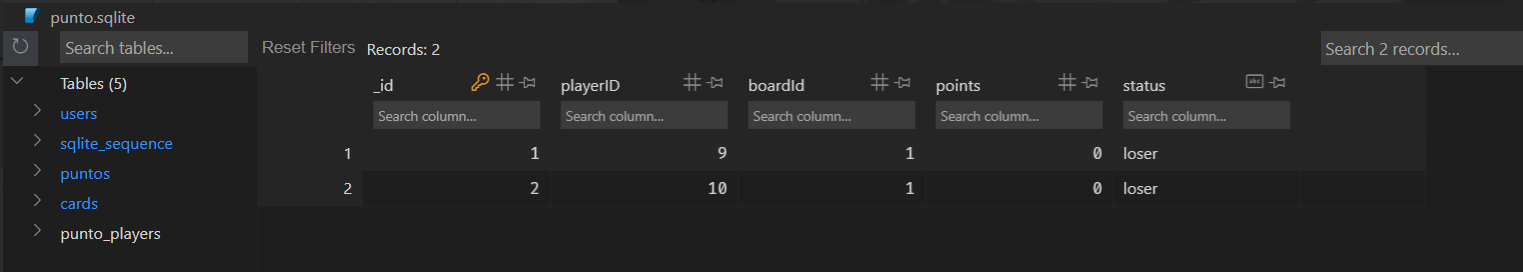 punto.sqlite
Search tables... Reset Filters Records: 2 Search 2 records...
Tables (5)
users
sqlite_sequence
puntos
cards
punto_players
_id playerID boardId points status
Search column... Search column... Search column... Search column... Search column...
1 1 9 1 0 loser
2 2 10 1 0 loser